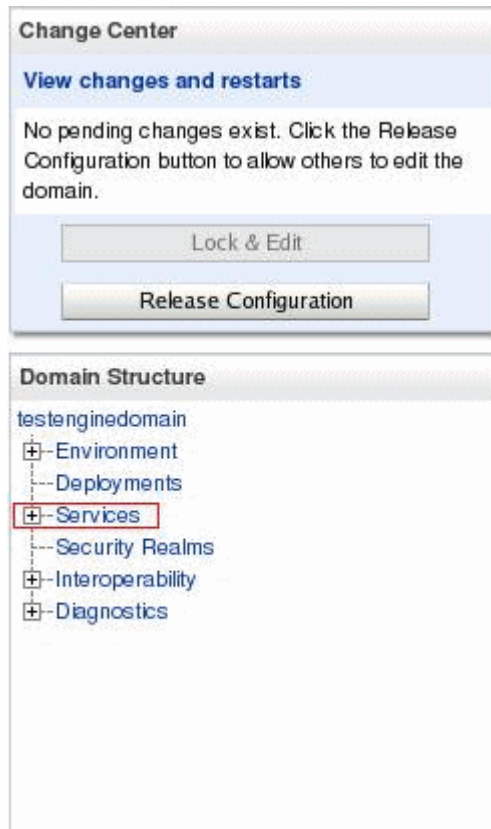 Change Center
View changes and restarts
No pending changes exist. Click the Release
Configuration button to allow others to edit the
domain.
Lock & Edit
Release Configuration
Domain Structure
testenginedomain
Environment
Deployments
Services
Security Realms
Interoperability
Diagnostics